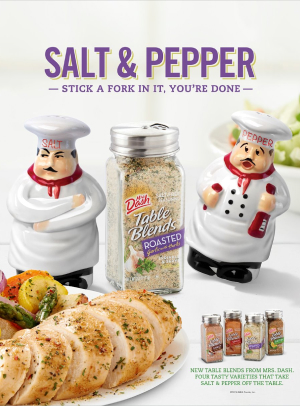 SALT & PEPPER
— STICK A FORK IN IT, YOU'RE DONE —
SALT
PEPPER
Dash
Table
Blends
ROASTED
NEW TABLE BLENDS FROM MRS. DASH.
FOUR TASTY VARIETIES THAT TAKE
SALT & PEPPER OFF THE TABLE.